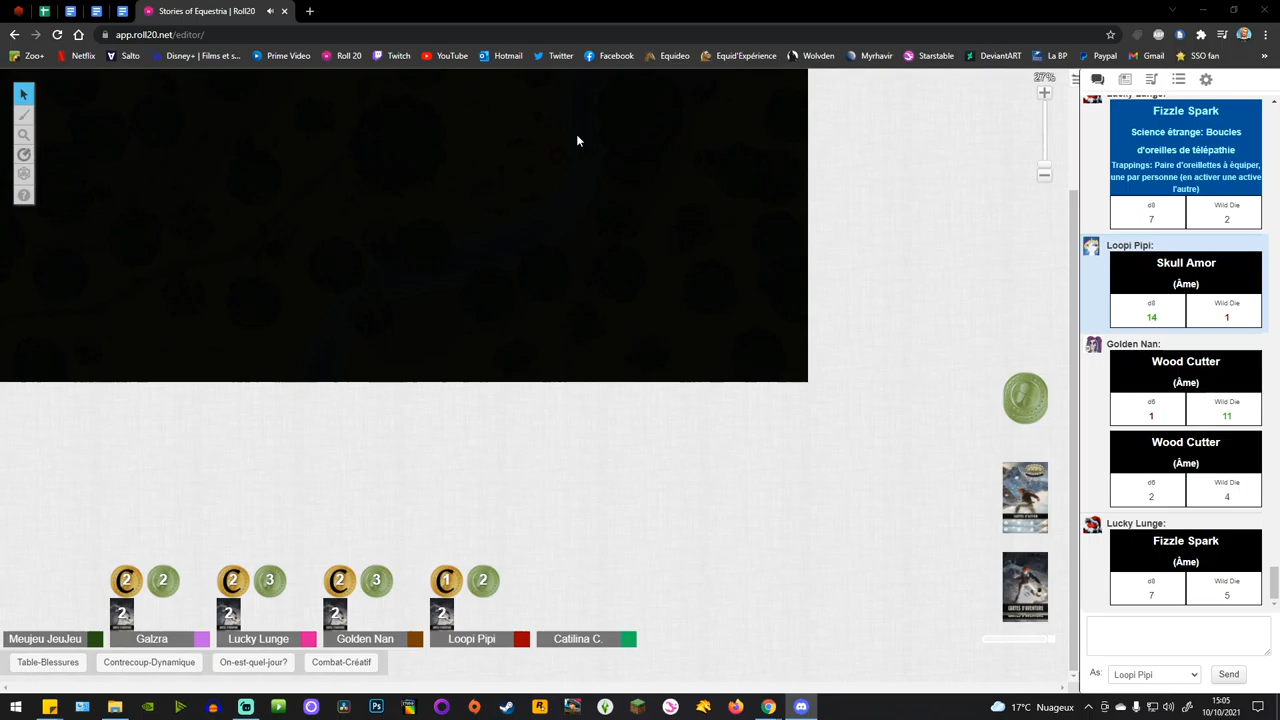 Stories of Equestria | Roll20
app.roll20.net/editor/
Zoo+
Netflix
Salto
Disney+ | Films et s...
Prime Video
Roll 20
Twitch
YouTube
Hotmail
Twitter
Facebook
Equideo
Equid'Expérience
Wolvden
Myrhavir
Starstable
DeviantART
La BP
Paypal
Gmail
SSO fan
27%
Lucky Lunge:
Fizzle Spark
Science étrange: Boucles
d'oreilles de télépathie
Trappings: Paire d'oreillettes à équiper,
une par personne (en activer une active
l'autre)
d8
Wild Die
7
2
Loopi Pipi:
Skull Amor
(Âme)
d8
Wild Die
14
1
Golden Nan:
Wood Cutter
(Âme)
d6
Wild Die
1
11
Wood Cutter
(Âme)
d6
Wild Die
2
4
Lucky Lunge:
Fizzle Spark
(Âme)
d8
Wild Die
7
5
As:
Loopi Pipi
Send
CARTES D'AVENTURE
2 2 2 3 2 3 1 2
2 2 2 2
Meujeu JeuJeu
Galzra
Lucky Lunge
Golden Nan
Loopi Pipi
Catilina C.
Table-Blessures
Contrecoup-Dynamique
On-est-quel-jour?
Combat-Créatif
17°C Nuageux
15:05
10/10/2021